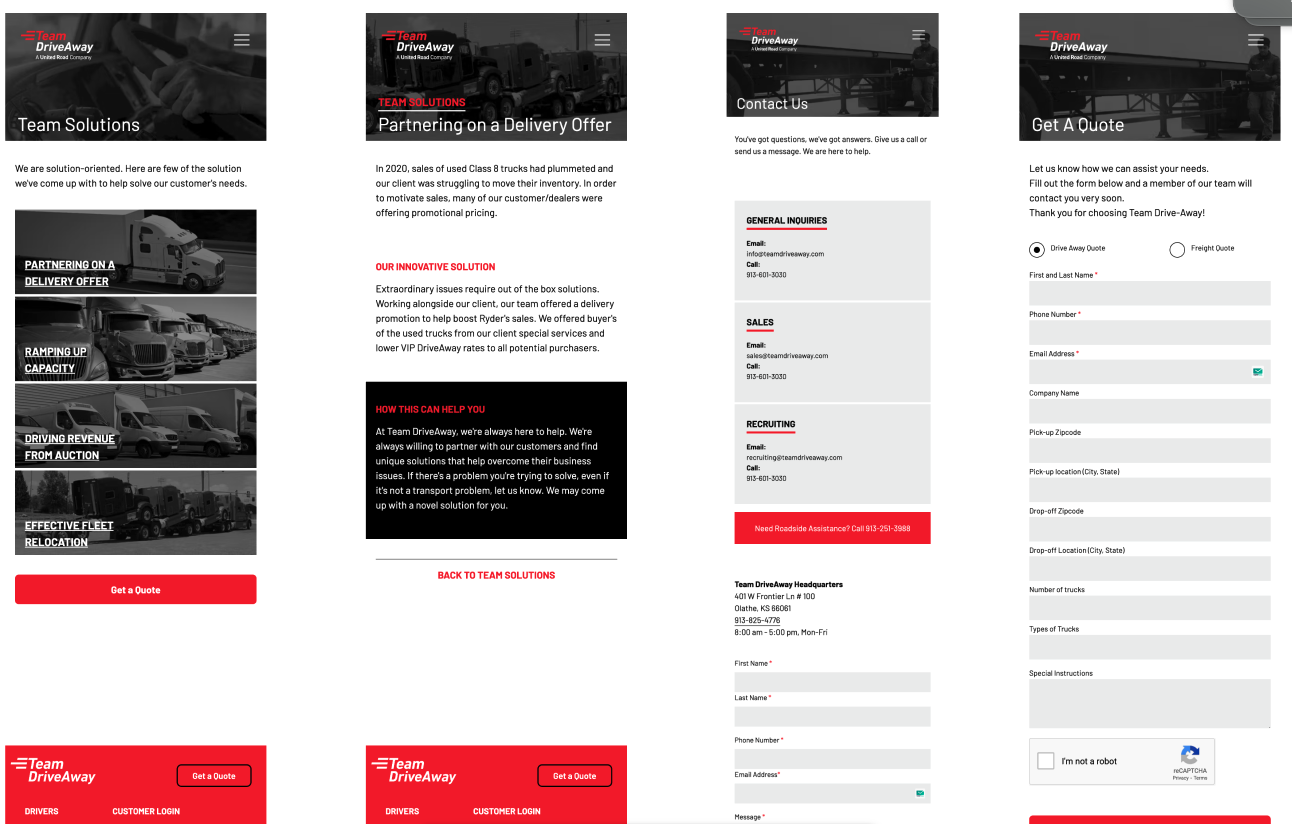 Team
DriveAway
A United Road Company
Team Solutions
We are solution-oriented. Here are few of the solution
we've come up with to help solve our customer's needs.
PARTNERING ON A
DELIVERY OFFER
RAMPING UP
CAPACITY
DRIVING REVENUE
FROM AUCTION
EFFECTIVE FLEET
RELOCATION
Get a Quote
Team
DriveAway
Get a Quote
DRIVERS
CUSTOMER LOGIN
Team
DriveAway
A United Road Company
TEAM SOLUTIONS
Partnering on a Delivery Offer
In 2020, sales of used Class 8 trucks had plummeted and
our client was struggling to move their inventory. In order
to motivate sales, many of our customer/dealers were
offering promotional pricing.
OUR INNOVATIVE SOLUTION
Extraordinary issues require out of the box solutions.
Working alongside our client, our team offered a delivery
promotion to help boost Ryder's sales. We offered buyer's
of the used trucks from our client special services and
lower VIP DriveAway rates to all potential purchasers.
HOW THIS CAN HELP YOU
At Team DriveAway, we're always here to help. We're
always willing to partner with our customers and find
unique solutions that help overcome their business
issues. If there's a problem you're trying to solve, even if
it's not a transport problem, let us know. We may come
up with a novel solution for you.
BACK TO TEAM SOLUTIONS
Team
DriveAway
Get a Quote
DRIVERS
CUSTOMER LOGIN
Team
DriveAway
A United Road Company
Contact Us
You've got questions, we've got answers. Give us a call or
send us a message. We are here to help.
GENERAL INQUIRIES
Email:
info@teamdriveaway.com
Call:
913-601-3030
SALES
Email:
sales@teamdriveaway.com
Call:
913-601-3030
RECRUITING
Email:
recruiting@teamdriveaway.com
Call:
913-601-3030
Need Roadside Assistance? Call 913-251-3988
Team DriveAway Headquarters
401 W Frontier Ln # 100
Olathe, KS 66061
913-825-4776
8:00 am - 5:00 pm, Mon-Fri
First Name *
Last Name *
Phone Number *
Email Address*
Message *
Team
DriveAway
A United Road Company
Get A Quote
Let us know how we can assist your needs.
Fill out the form below and a member of our team will
contact you very soon.
Thank you for choosing Team Drive-Away!
Drive Away Quote
Freight Quote
First and Last Name *
Phone Number *
Email Address *
Company Name
Pick-up Zipcode
Pick-up location (City, State)
Drop-off Zipcode
Drop-off Location (City, State)
Number of trucks
Types of Trucks
Special Instructions
I'm not a robot
reCAPTCHA
Privacy - Terms